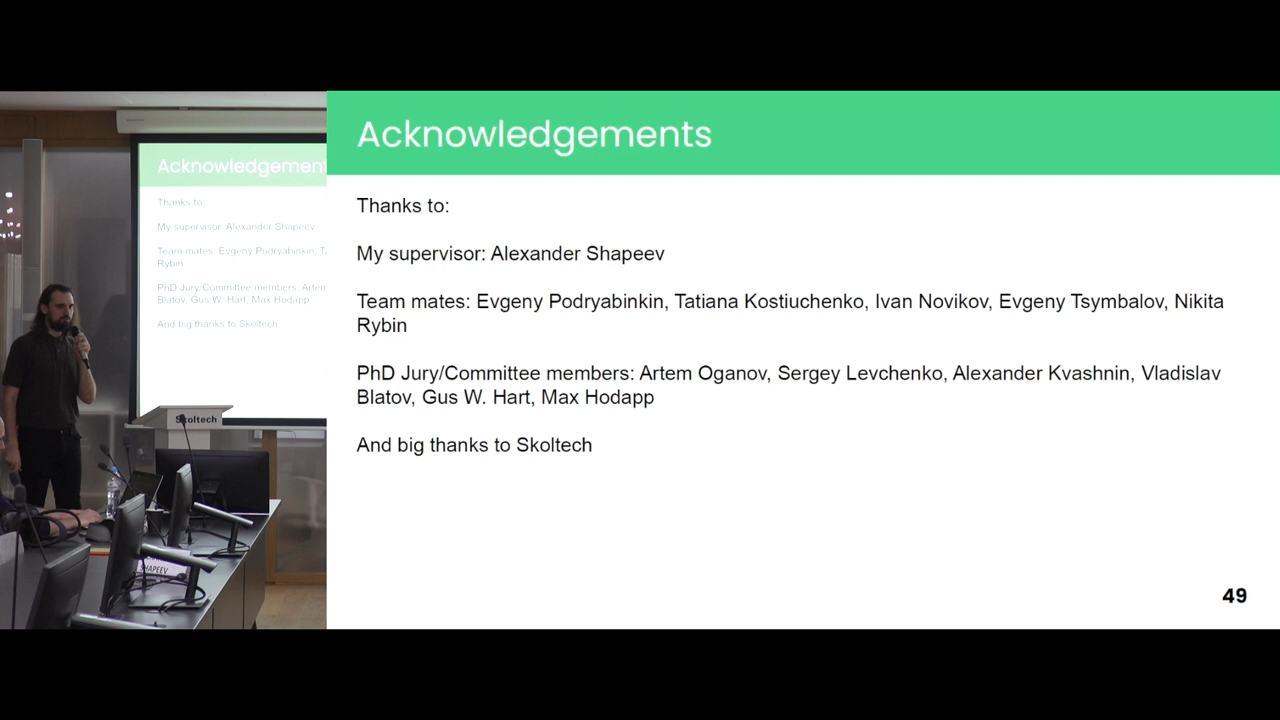 Acknowledgements
Thanks to:
My supervisor: Alexander Shapeev
Team mates: Evgeny Podryabinkin, Tatiana Kostiuchenko, Ivan Novikov, Evgeny Tsymbalov, Nikita
Rybin
PhD Jury/Committee members: Artem Oganov, Sergey Levchenko, Alexander Kvashnin, Vladislav
Blatov, Gus W. Hart, Max Hodapp
And big thanks to Skoltech
49
Acknowledgement
Thanks to:
My supervisor: Alexander Shapeev
Team mates: Evgeny Podryabinkin,
Rybin
PhD Jury/Committee members: Artem
Blatov, Gus W. Hart, Max Hodapp
And big thanks to Skoltech
Skoltech
SHAPEEV